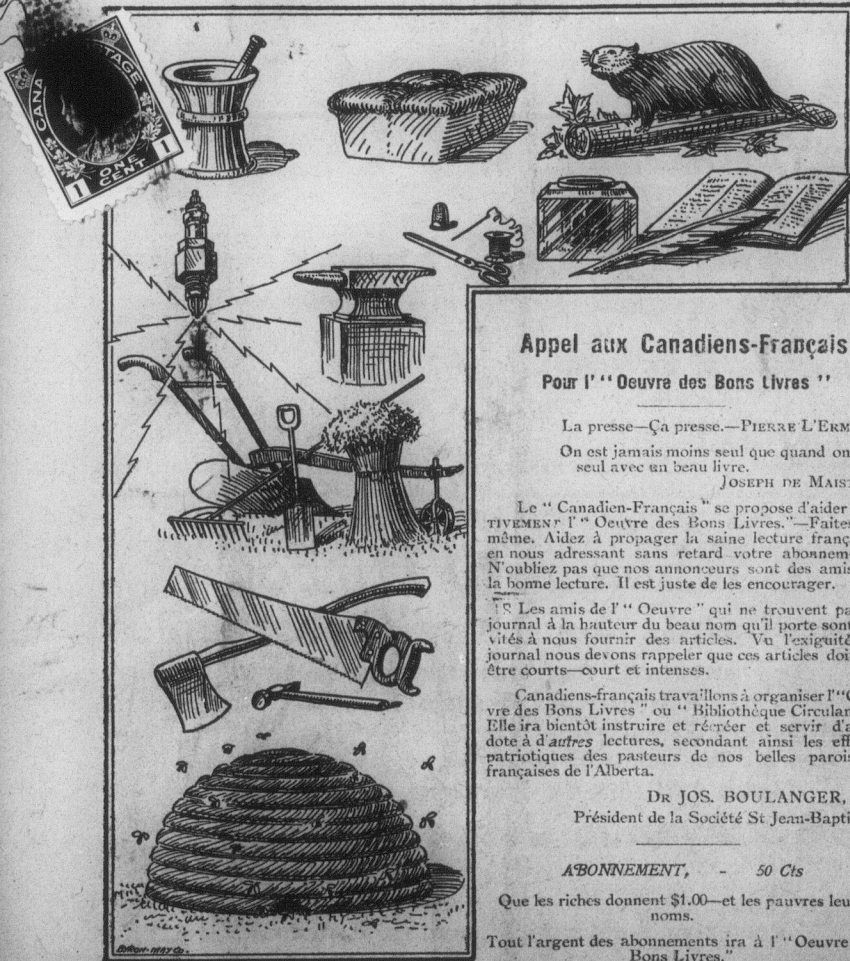 CANADA POSTAGE
1 ONE CENT 1
Appel aux Canadiens-Français
Pour l' " Oeuvre des Bons Livres "
La presse—Ça presse.—PIERRE L'ERM
On est jamais moins seul que quand on
seul avec un beau livre.
JOSEPH DE MAIST
Le " Canadien-Français " se propose d'aider
TIVEMENT l' " Oeuvre des Bons Livres."—Faites
même. Aidez à propager la saine lecture franç
en nous adressant sans retard votre abonnem
N'oubliez pas que nos annonceurs sont des amis
la bonne lecture. Il est juste de les encourager.
Les amis de l' " Oeuvre " qui ne trouvent pa
journal à la hauteur du beau nom qu'il porte sont
vités à nous fournir des articles. Vu l'exiguité
journal nous devons rappeler que ces articles doi
être courts—court et intenses.
Canadiens-français travaillons à organiser l'"O
vre des Bons Livres " ou " Bibliothèque Circulan
Elle ira bientôt instruire et récréer et servir d'a
dote à d'autres lectures, secondant ainsi les eff
patriotiques des pasteurs de nos belles parois
françaises de l'Alberta.
DR JOS. BOULANGER,
Président de la Société St Jean-Bapti
ABONNEMENT, - 50 Cts
Que les riches donnent $1.00—et les pauvres leu
noms.
Tout l'argent des abonnements ira à l' "Oeuvre
Bons Livres."